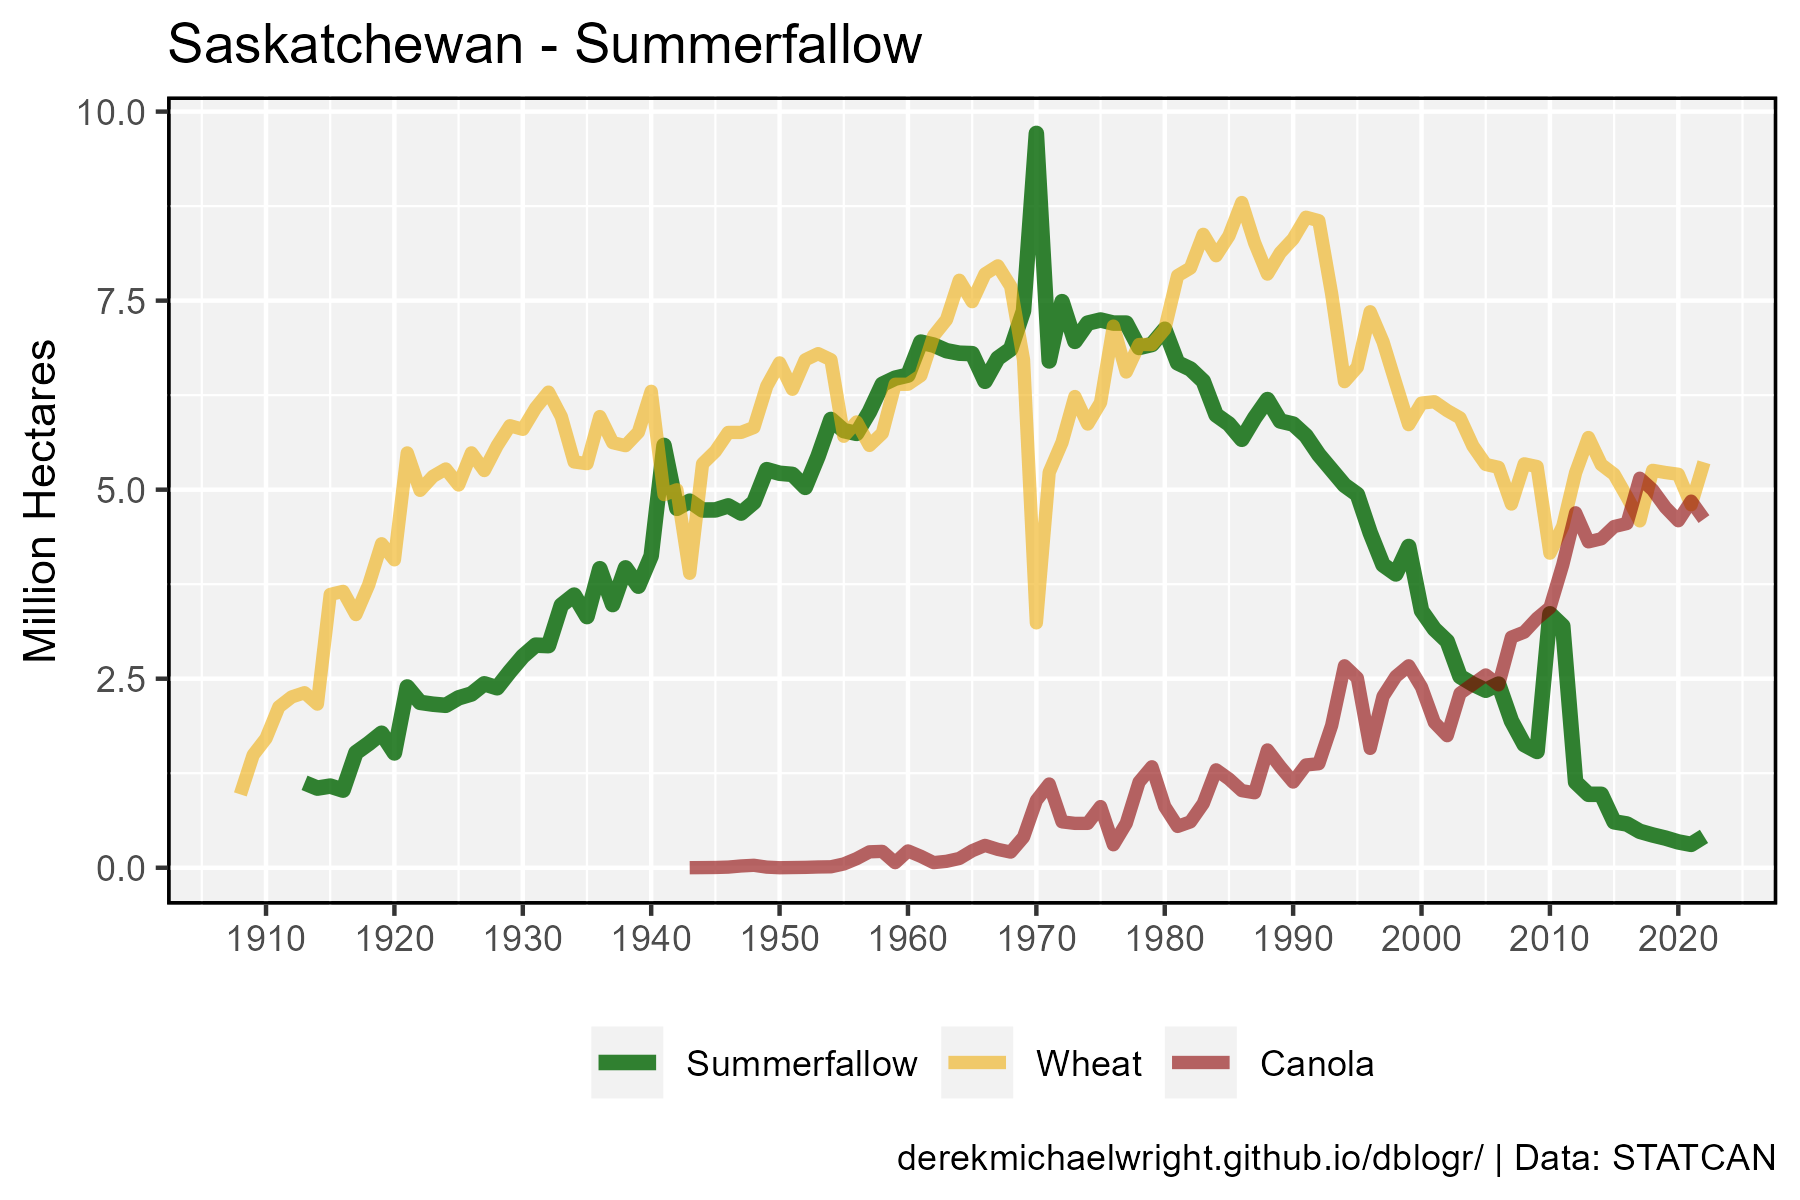 Saskatchewan - Summerfallow
Million Hectares
10.0
7.5
5.0
2.5
0.0
1910 1920 1930 1940 1950 1960 1970 1980 1990 2000 2010 2020
Summerfallow Wheat Canola
derekmichaelwright.github.io/dblogr/ | Data: STATCAN